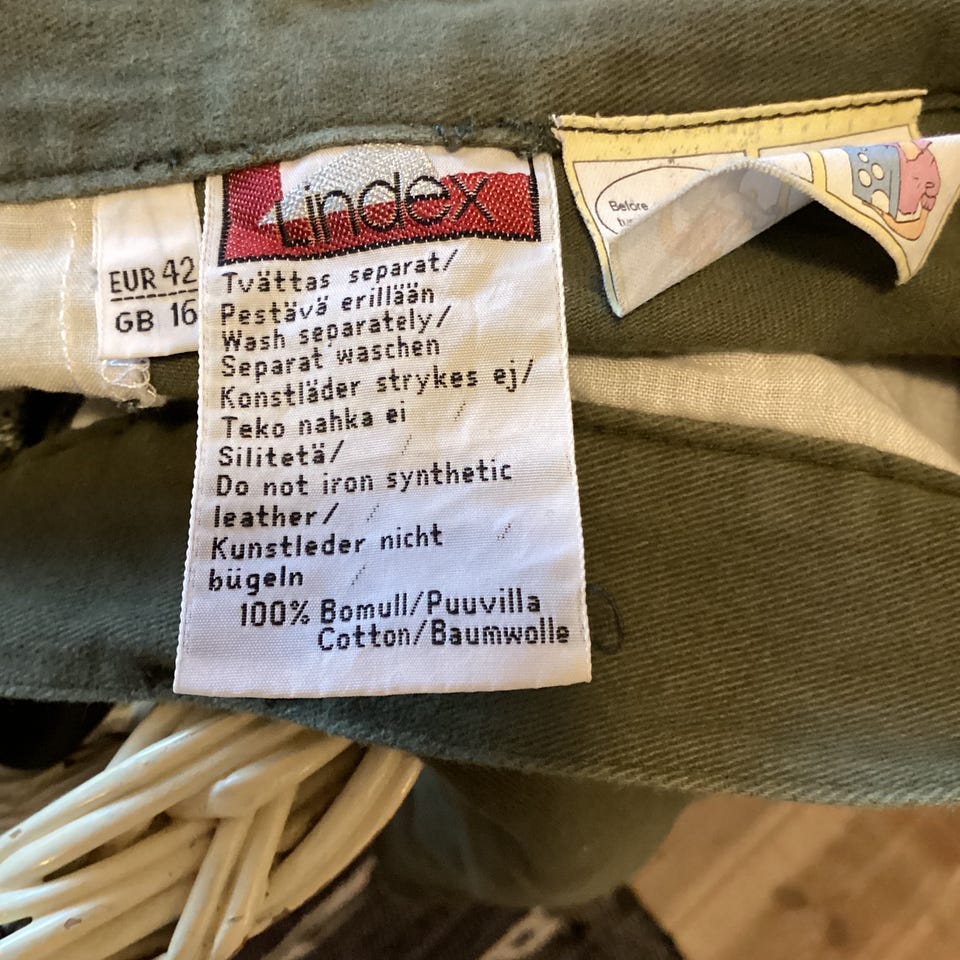 EUR 42
GB 16
Lindex
Tvättas separat/
Pestävä erillään
Wash separately/
Separat waschen
Konstläder strykes ej/
Teko nahka ei
Silitetä/
Do not iron synthetic
leather/
Kunstleder nicht
bügeln
100% Bomull/Puuvilla
Cotton/Baumwolle
Before